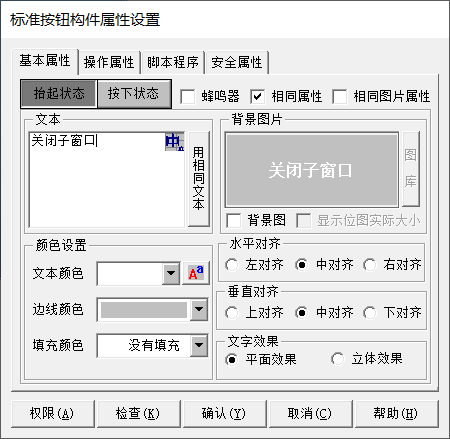 标准按钮构件属性设置
基本属性 操作属性 脚本程序 安全属性
抬起状态 按下状态 蜂鸣器 相同属性 相同图片属性
文本
关闭子窗口
中
用相同文本
背景图片
关闭子窗口
图库
背景图 显示位图实际大小
颜色设置
文本颜色 Aa
边线颜色
填充颜色 没有填充
水平对齐
左对齐 中对齐 右对齐
垂直对齐
上对齐 中对齐 下对齐
文字效果
平面效果 立体效果
权限(A) 检查(K) 确认(Y) 取消(C) 帮助(H)